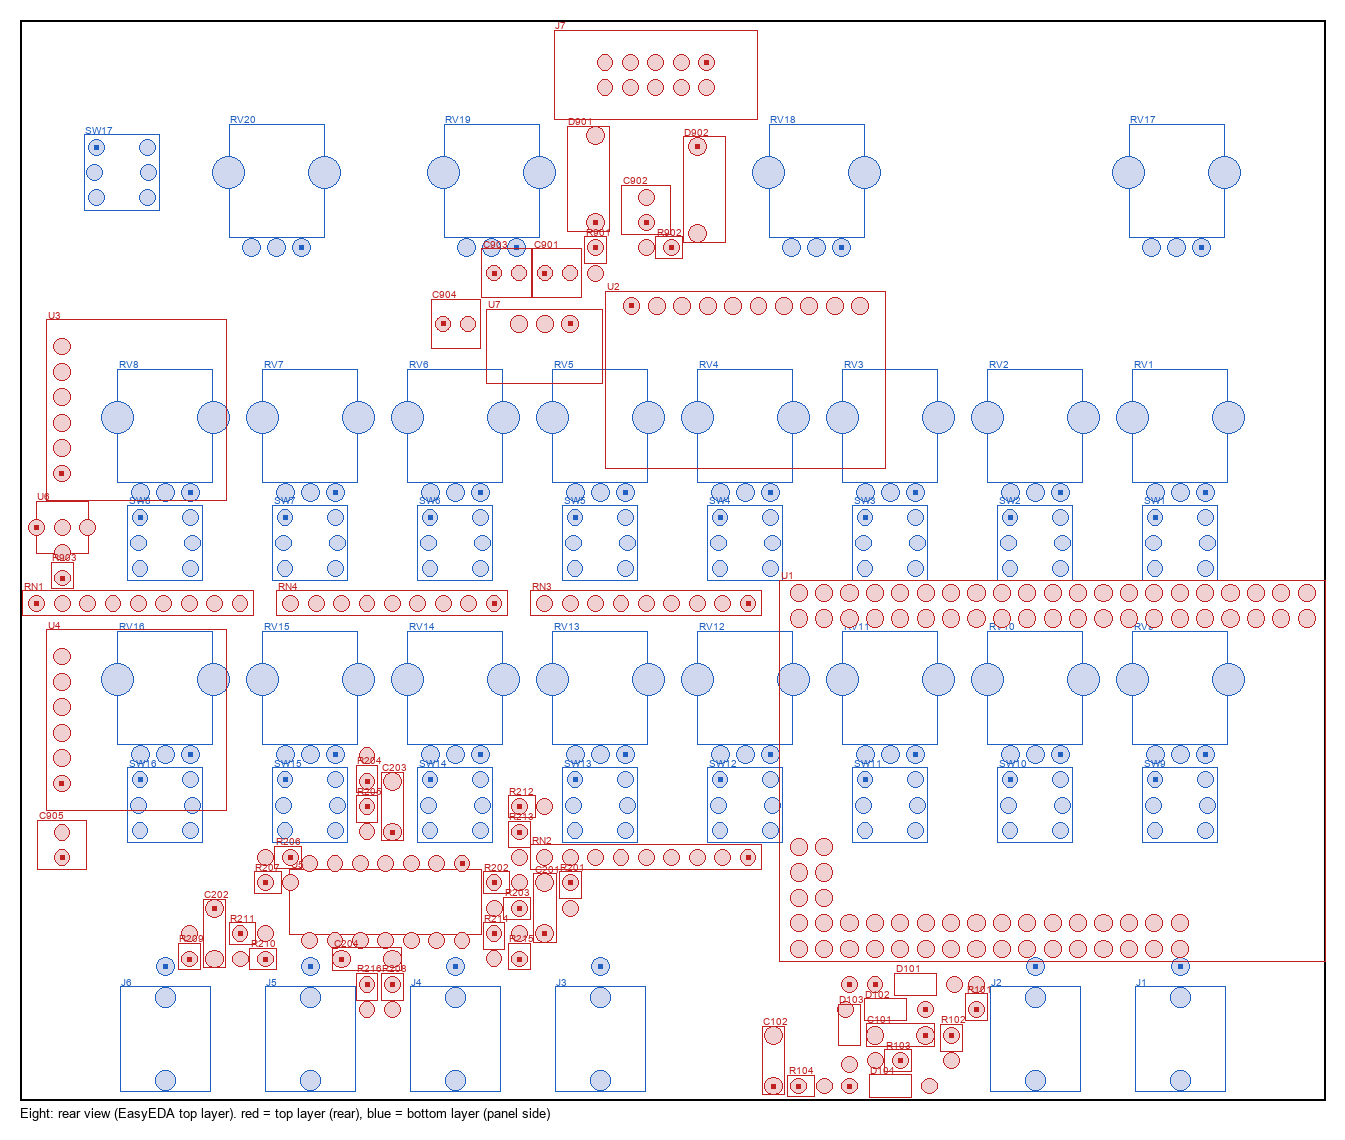 J7
RV20
RV19
RV18
RV17
D901
SW17
D902
C902
R901
R902
C903
C901
U2
C904
U7
U3
RV8
RV7
RV6
RV5
RV4
RV3
RV2
RV1
U6
SW8
SW7
SW6
SW5
SW4
SW3
SW2
SW1
R903
U1
RN1
RN4
RN3
U4
RV16
RV15
RV14
RV13
RV12
RV11
RV10
RV9
R204
SW16
SW15
C203
SW14
SW13
SW12
SW11
SW10
SW9
R205
R212
C905
R213
R206
RN2
R207
R202
C201
R201
C202
R203
R211
R214
R209
R210
C204
R215
R216
R208
D101
J6
J5
J4
J3
D102
R101
J2
J1
D103
C102
C101
R102
R103
R104
D104
Eight: rear view (EasyEDA top layer). red = top layer (rear), blue = bottom layer (panel side)